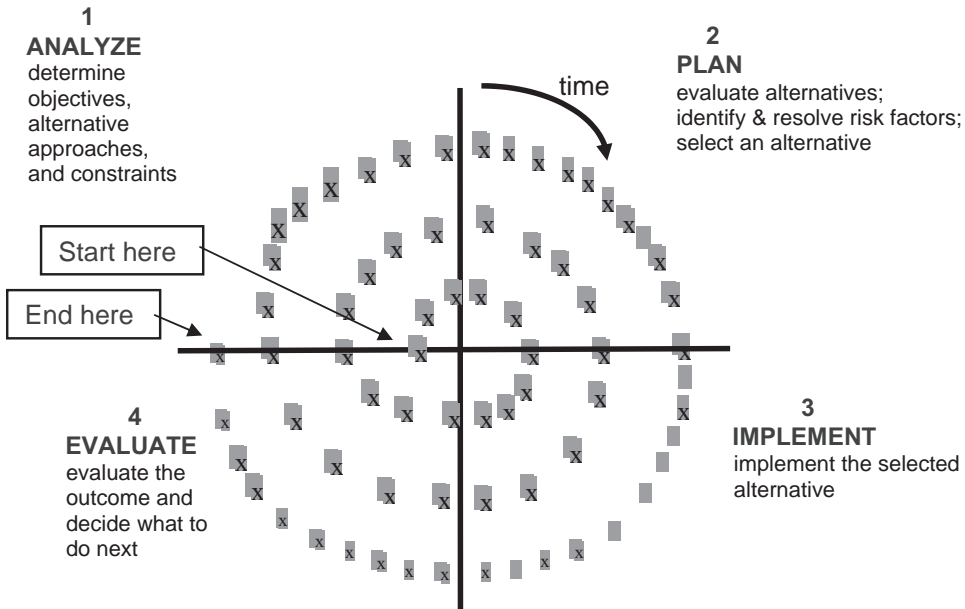 1
ANALYZE
determine
objectives,
alternative
approaches,
and constraints
time
2
PLAN
evaluate alternatives;
identify & resolve risk factors;
select an alternative
Start here
End here
4
EVALUATE
evaluate the
outcome and
decide what to
do next
3
IMPLEMENT
implement the selected
alternative